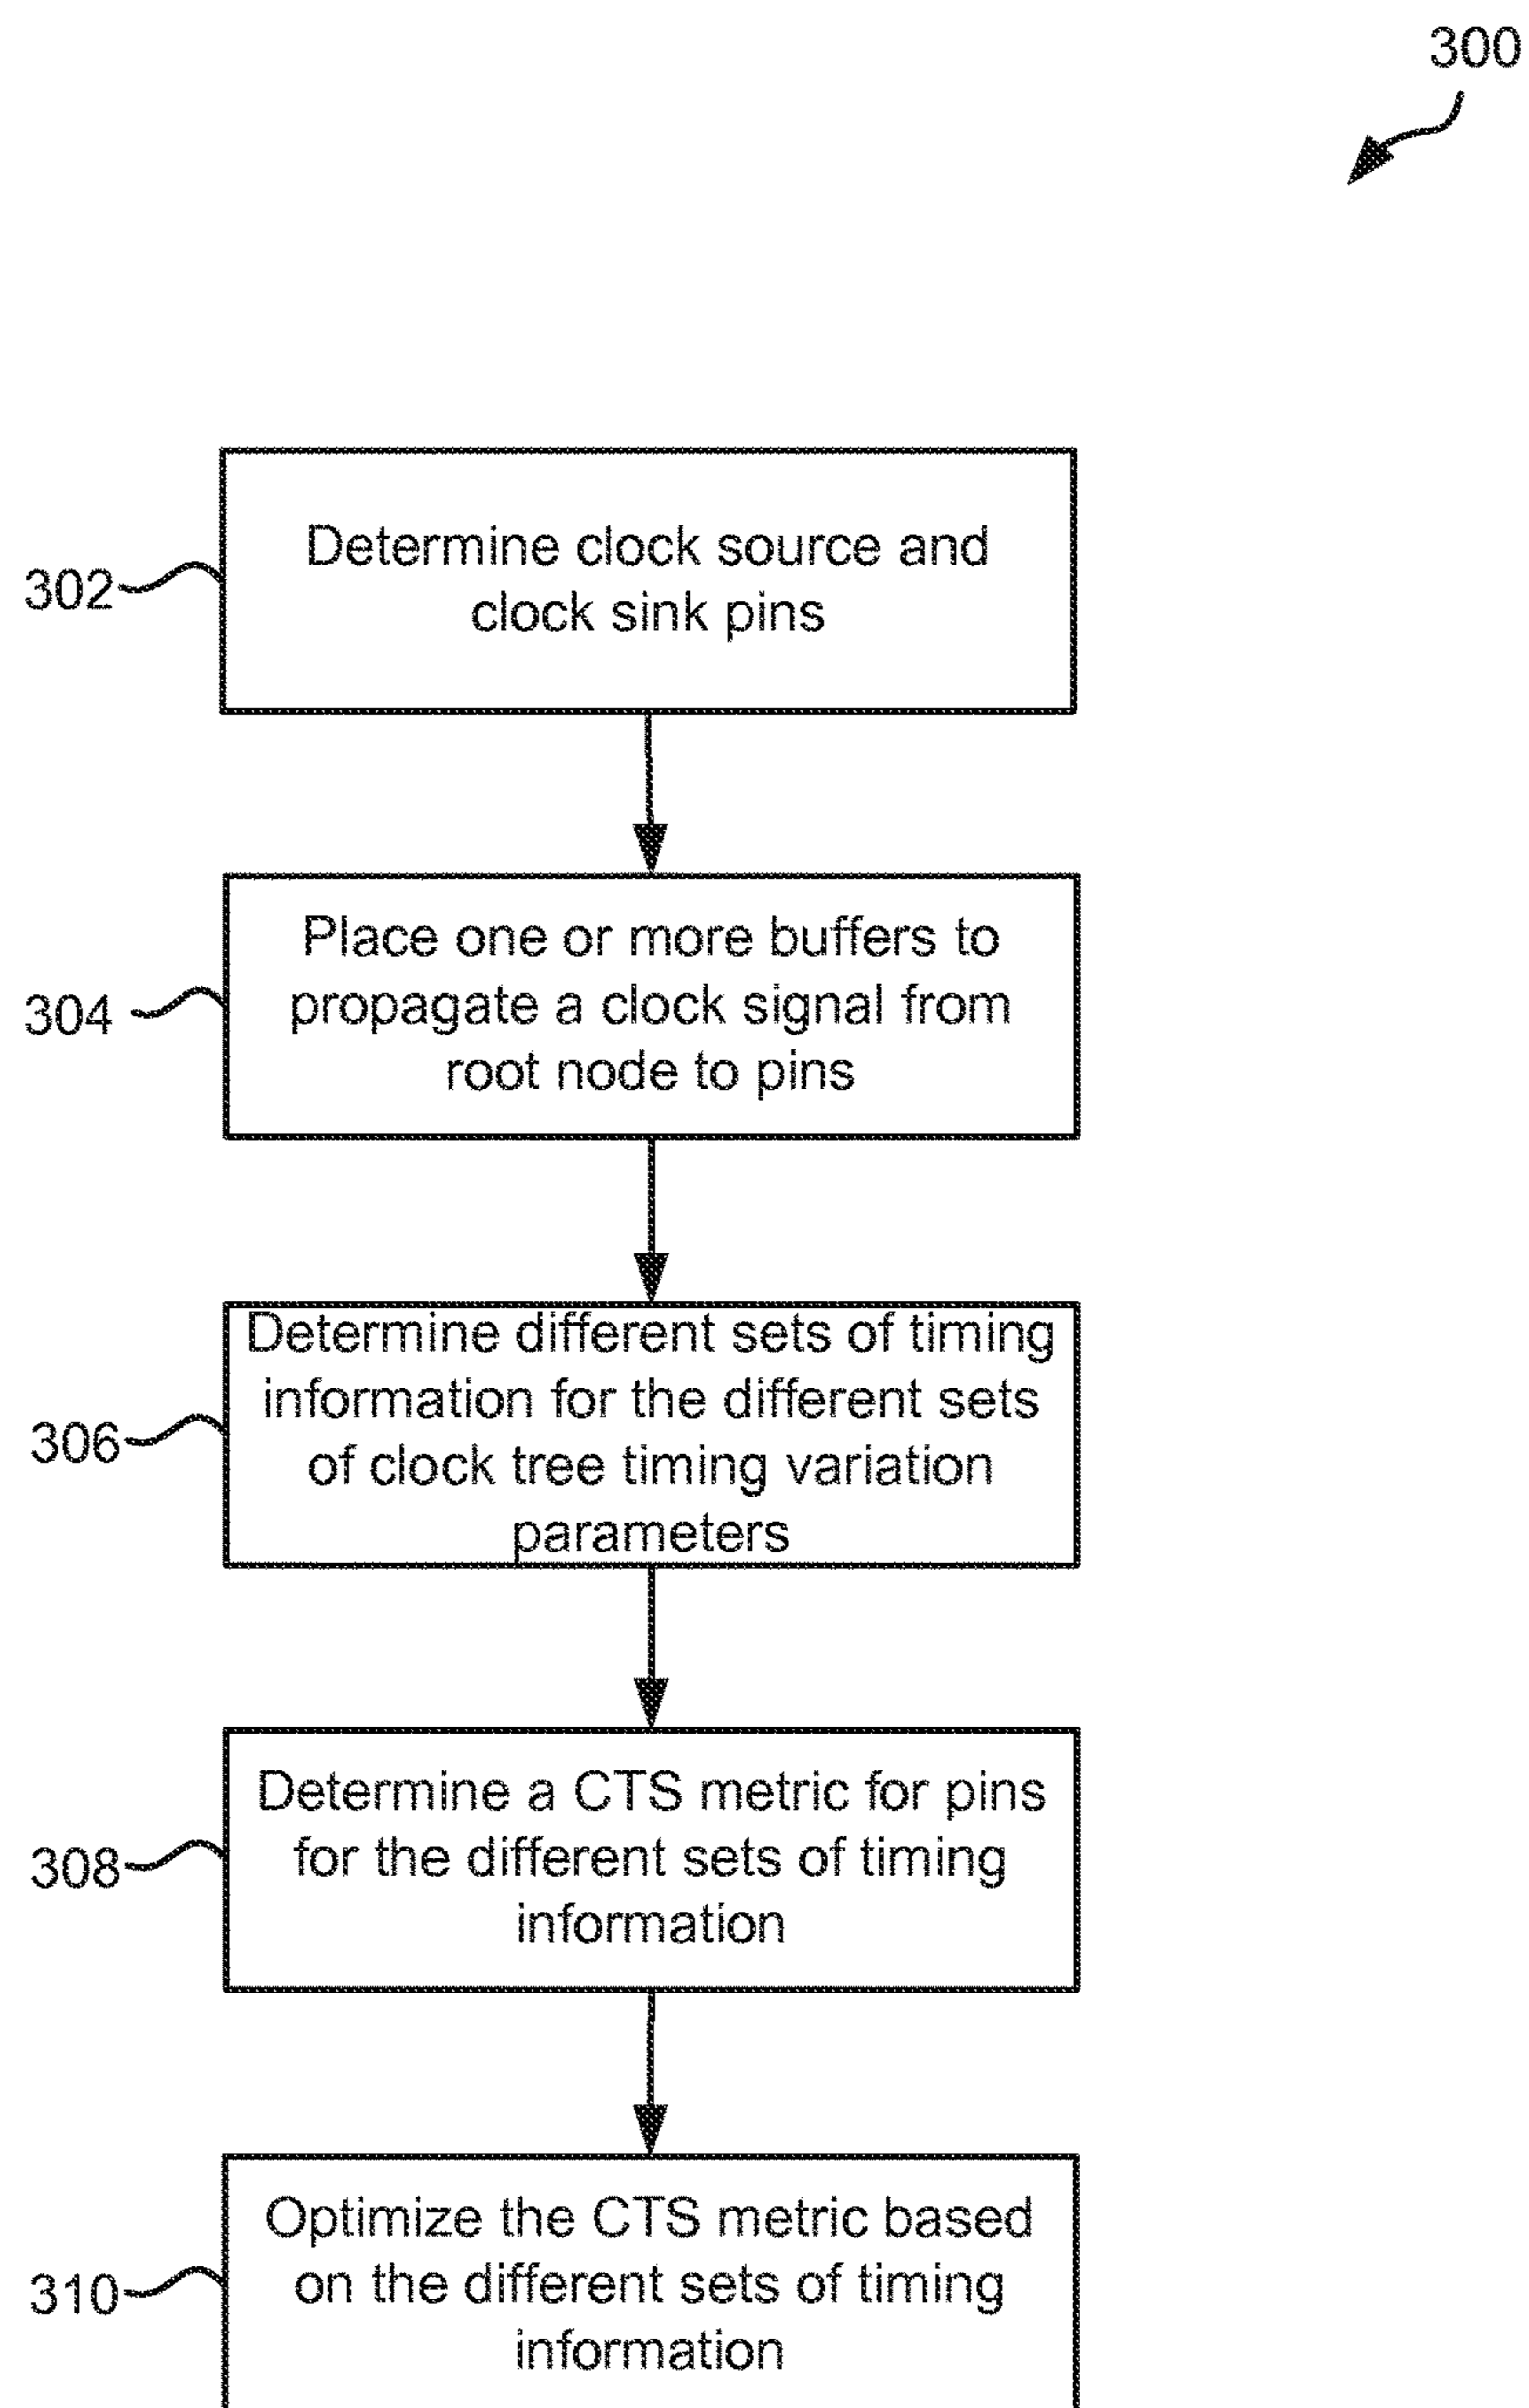 300
302
Determine clock source and
clock sink pins
304
Place one or more buffers to
propagate a clock signal from
root node to pins
306
Determine different sets of timing
information for the different sets
of clock tree timing variation
parameters
308
Determine a CTS metric for pins
for the different sets of timing
information
310
Optimize the CTS metric based
on the different sets of timing
information